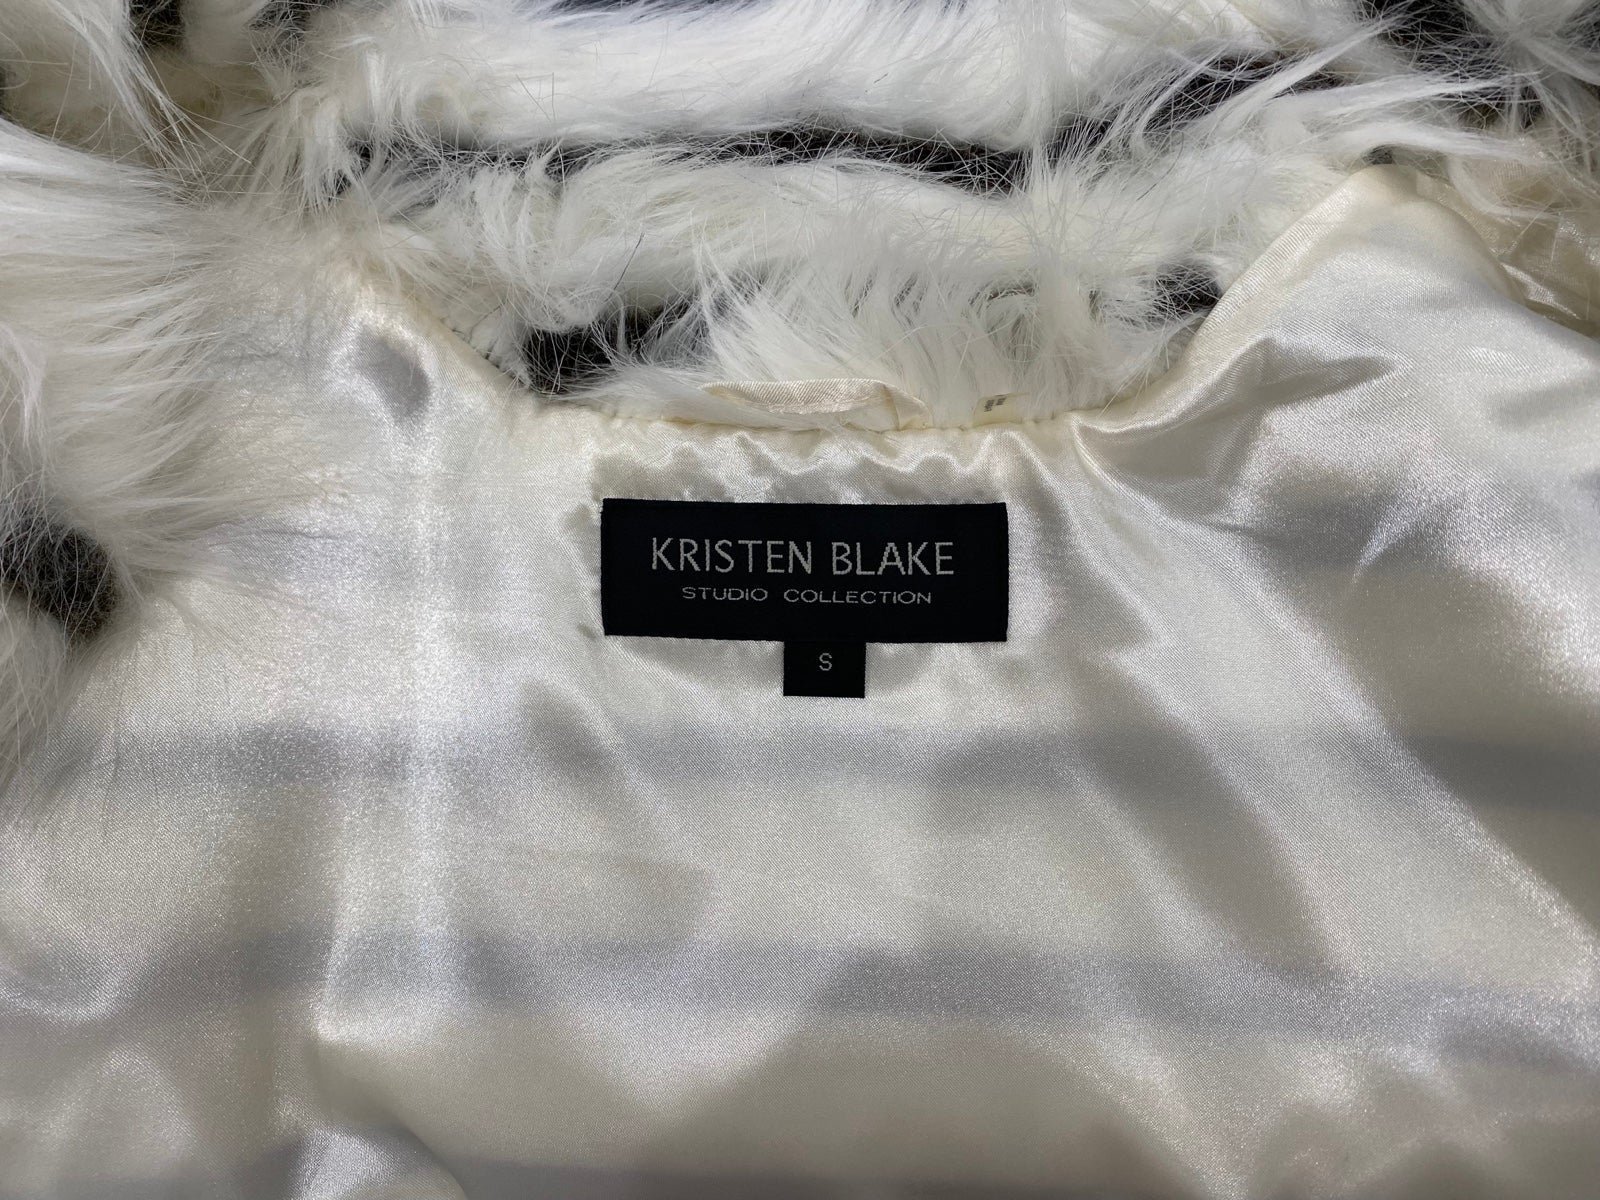 KRISTEN BLAKE
STUDIO COLLECTION
S